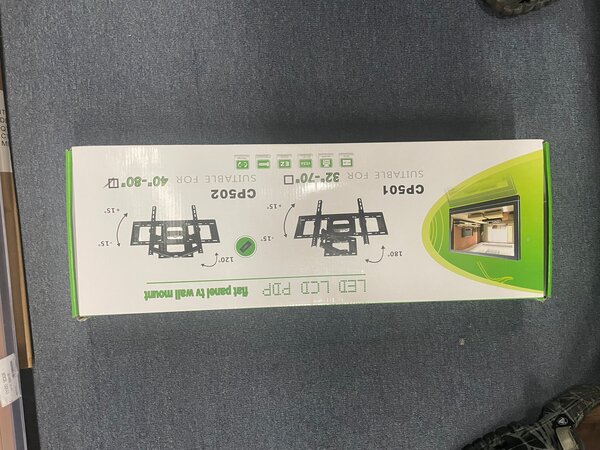 LED LCD PDP
flat panel tv wall mount
180°
-15°
+15°
CP501
SUITABLE FOR
32"-70"
120°
-15°
+15°
CP502
SUITABLE FOR
40"-80"